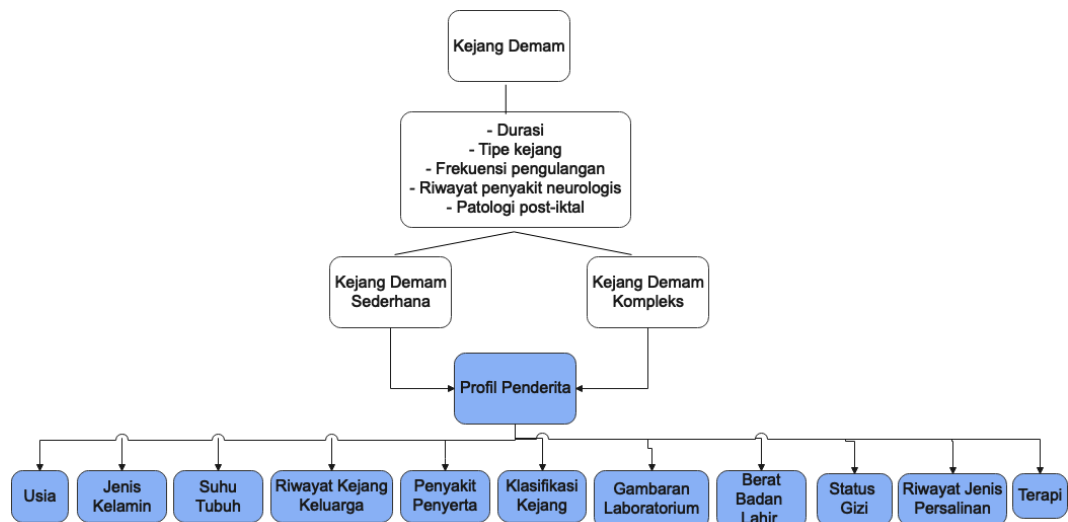 Kejang Demam
- Durasi
- Tipe kejang
- Frekuensi pengulangan
- Riwayat penyakit neurologis
- Patologi post-iktal
Kejang Demam
Sederhana
Kejang Demam
Kompleks
Profil Penderita
Usia
Jenis
Kelamin
Suhu
Tubuh
Riwayat Kejang
Keluarga
Penyakit
Penyerta
Klasifikasi
Kejang
Gambaran
Laboratorium
Berat
Badan
Lahir
Status
Gizi
Riwayat Jenis
Persalinan
Terapi